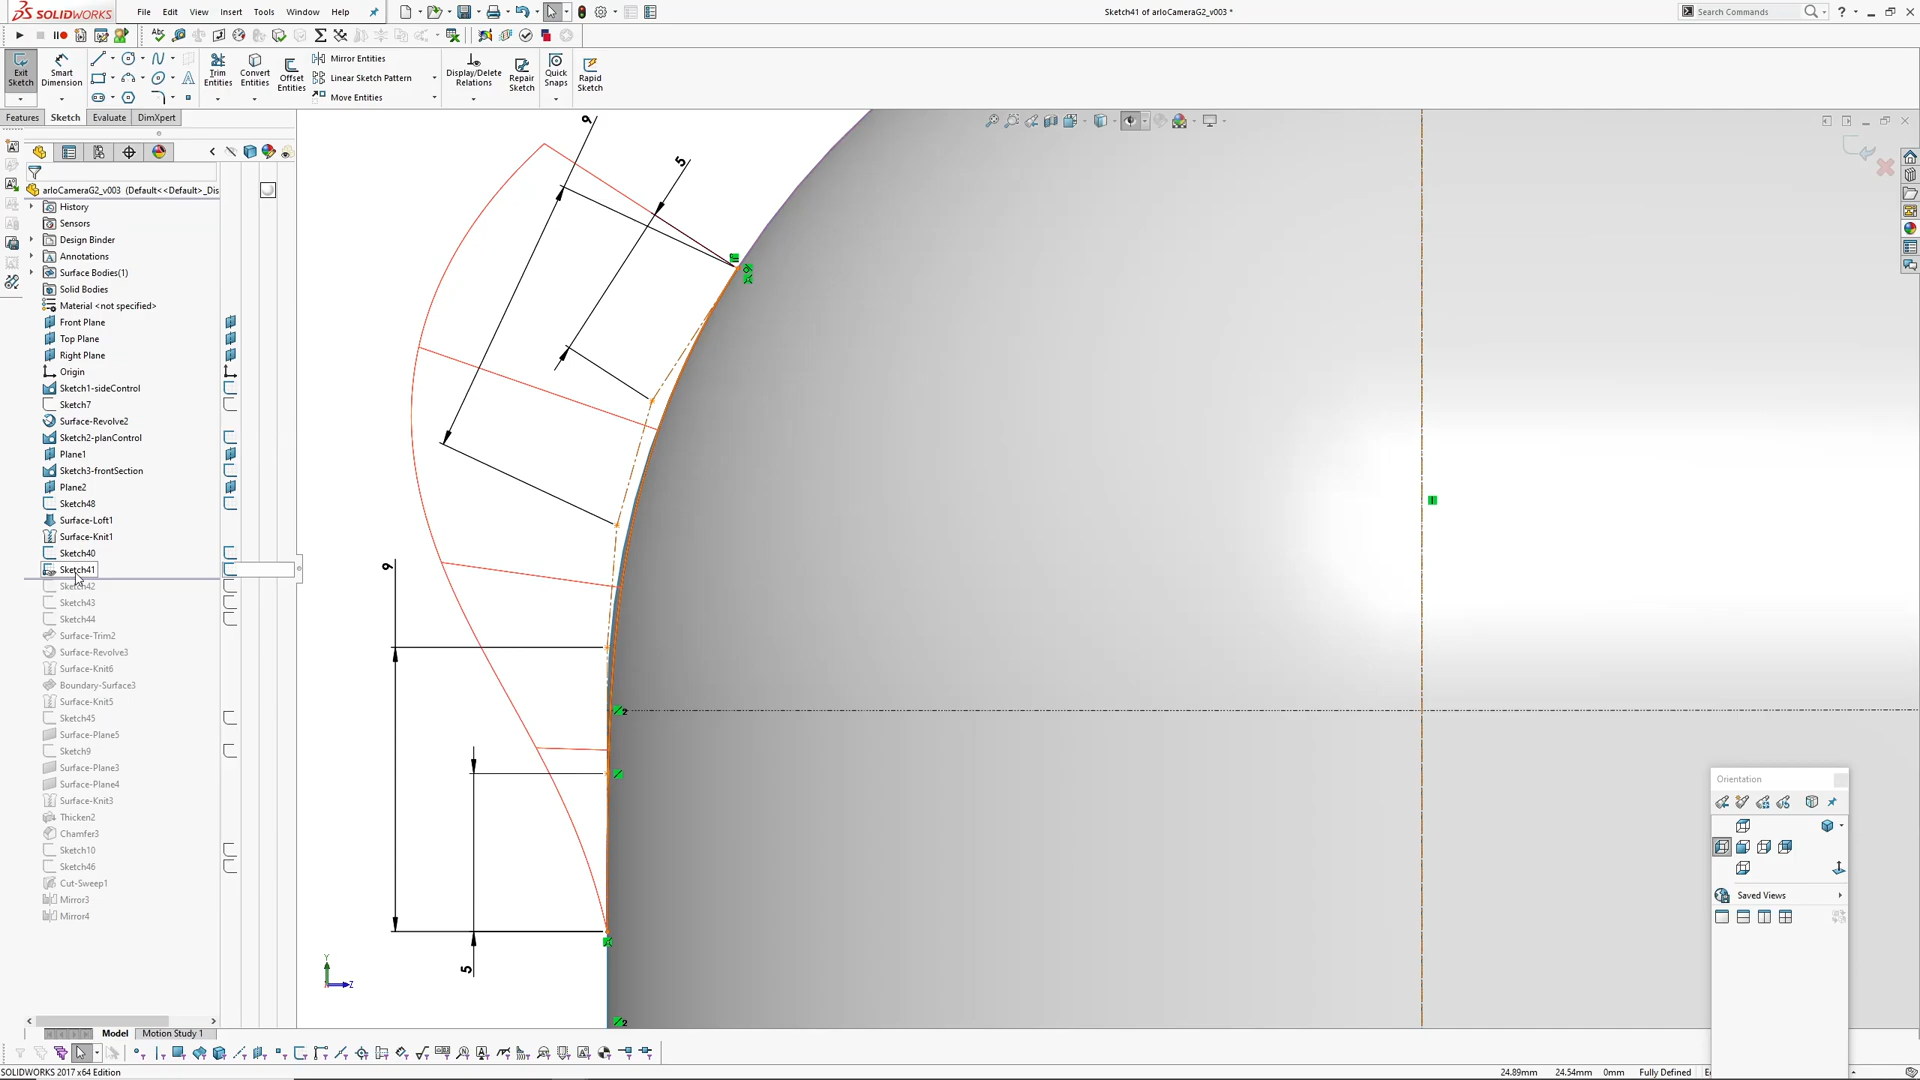 SOLIDWORKS File Edit View Insert Tools Window Help Sketch41 of arloCameraG2_v003 * Search Commands
Exit Sketch Smart Dimension Trim Entities Convert Entities Offset Entities Mirror Entities Linear Sketch Pattern Move Entities Display/Delete Relations Repair Sketch Quick Snaps Rapid Sketch
Features Sketch Evaluate DimXpert
arloCameraG2_v003 (Default<<Default>_Dis
History
Sensors
Design Binder
Annotations
Surface Bodies(1)
Solid Bodies
Material <not specified>
Front Plane
Top Plane
Right Plane
Origin
Sketch1-sideControl
Sketch7
Surface-Revolve2
Sketch2-planControl
Plane1
Sketch3-frontSection
Plane2
Sketch48
Surface-Loft1
Surface-Knit1
Sketch40
Sketch41
Sketch42
Sketch43
Sketch44
Surface-Trim2
Surface-Revolve3
Surface-Knit6
Boundary-Surface3
Surface-Knit5
Sketch45
Surface-Plane5
Sketch9
Surface-Plane3
Surface-Plane4
Surface-Knit3
Thicken2
Chamfer3
Sketch10
Sketch46
Cut-Sweep1
Mirror3
Mirror4
9
5
9
5
2
2
Y
Z
Orientation
Saved Views
Model Motion Study 1
SOLIDWORKS 2017 x64 Edition 24.89mm 24.54mm 0mm Fully Defined